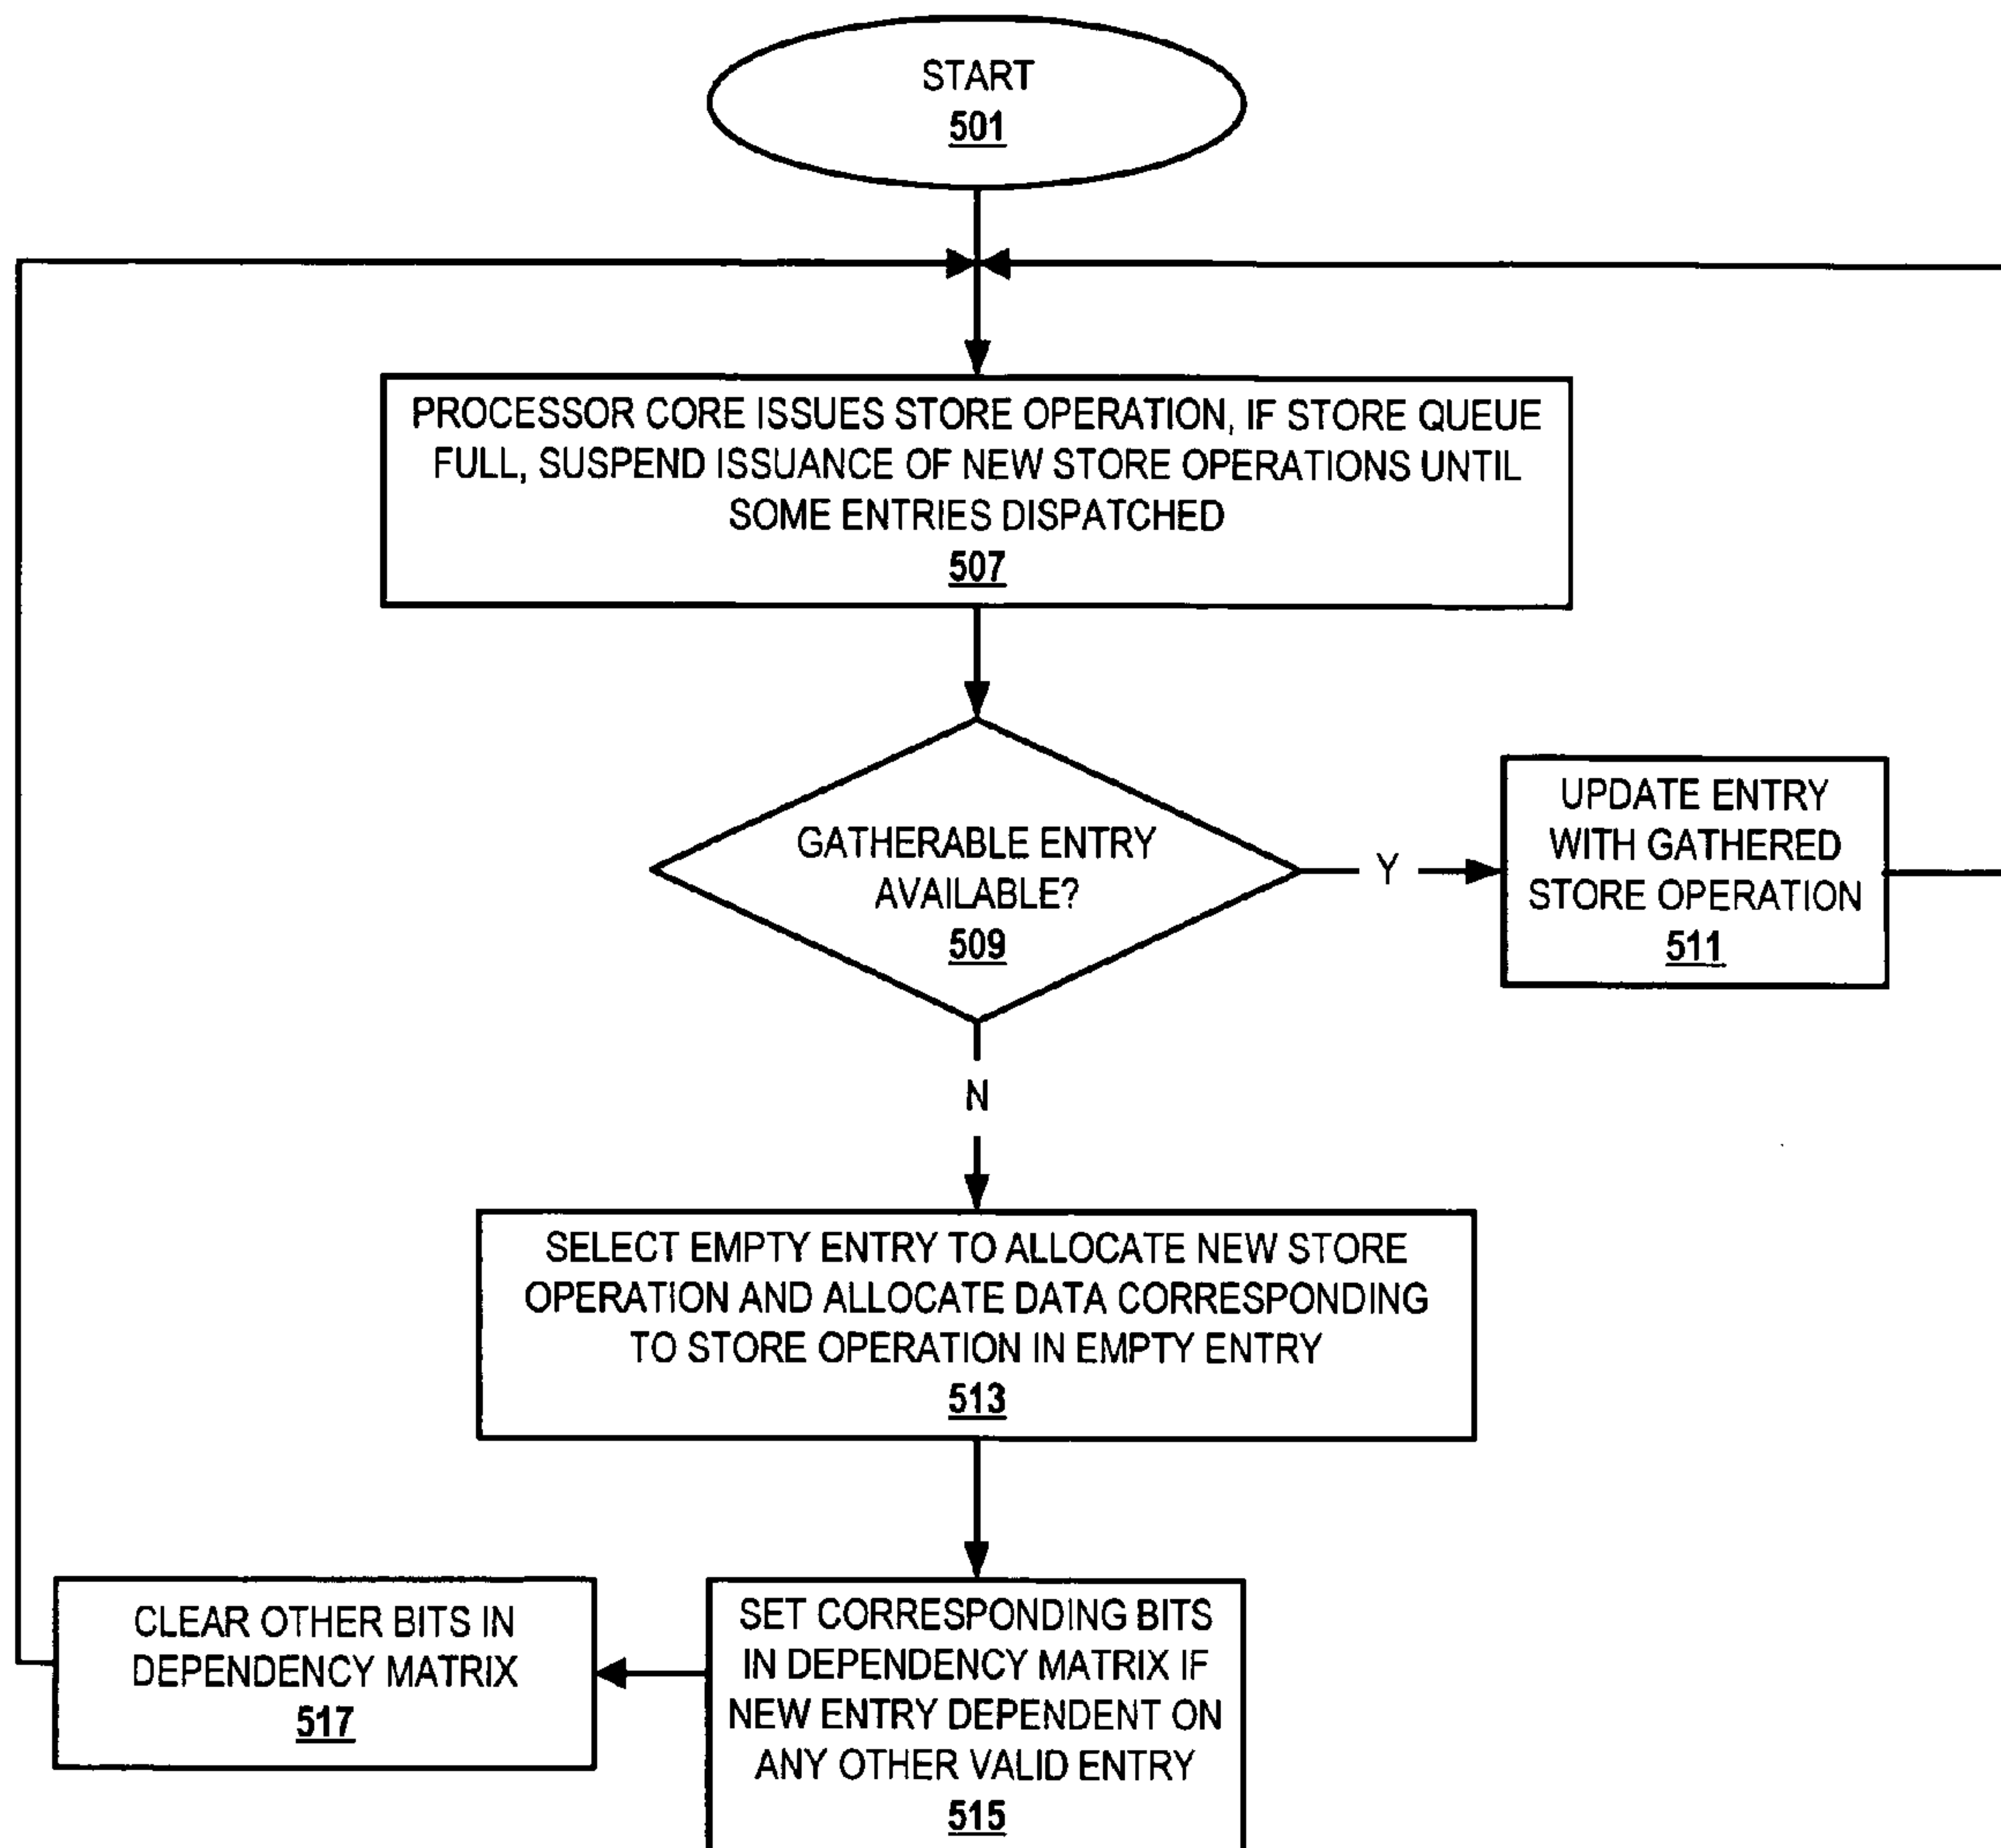 START
501
PROCESSOR CORE ISSUES STORE OPERATION, IF STORE QUEUE
FULL, SUSPEND ISSUANCE OF NEW STORE OPERATIONS UNTIL
SOME ENTRIES DISPATCHED
507
GATHERABLE ENTRY
AVAILABLE?
509
Y
UPDATE ENTRY
WITH GATHERED
STORE OPERATION
511
N
SELECT EMPTY ENTRY TO ALLOCATE NEW STORE
OPERATION AND ALLOCATE DATA CORRESPONDING
TO STORE OPERATION IN EMPTY ENTRY
513
SET CORRESPONDING BITS
IN DEPENDENCY MATRIX IF
NEW ENTRY DEPENDENT ON
ANY OTHER VALID ENTRY
515
CLEAR OTHER BITS IN
DEPENDENCY MATRIX
517